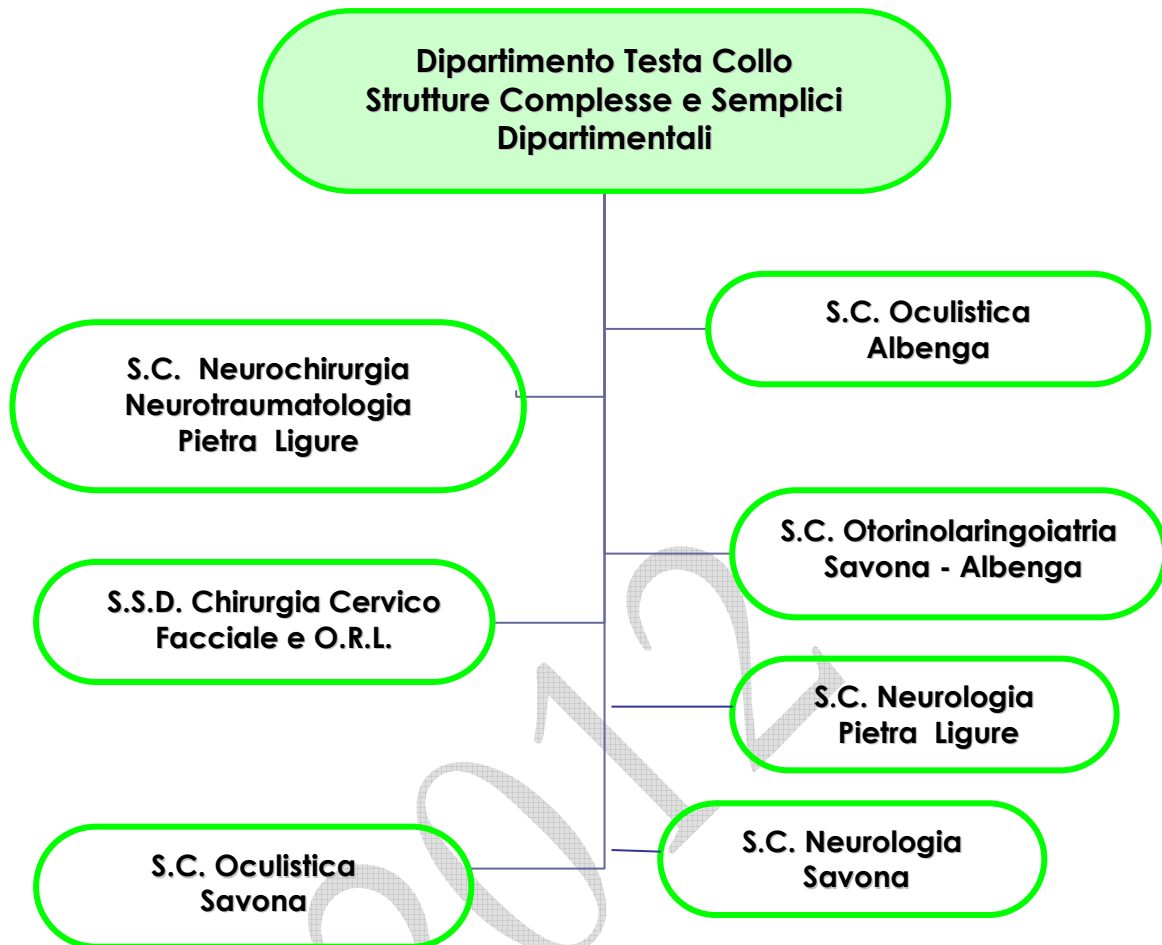 Dipartimento Testa Collo
Strutture Complesse e Semplici
Dipartimentali
S.C. Oculistica
Albenga
S.C. Neurochirurgia
Neurotraumatologia
Pietra Ligure
S.C. Otorinolaringoiatria
Savona - Albenga
S.S.D. Chirurgia Cervico
Facciale e O.R.L.
S.C. Neurologia
Pietra Ligure
S.C. Neurologia
Savona
S.C. Oculistica
Savona
2012